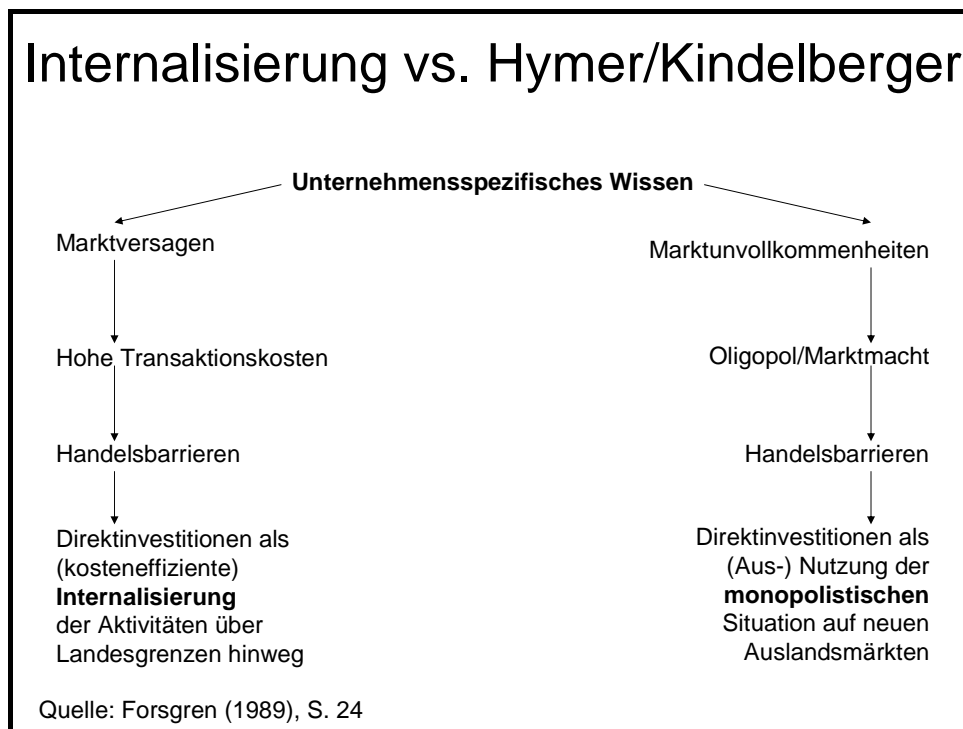 Internalisierung vs. Hymer/Kindelberger
Unternehmensspezifisches Wissen
Marktversagen
Hohe Transaktionskosten
Handelsbarrieren
Direktinvestitionen als
(kosteneffiziente)
Internalisierung
der Aktivitäten über
Landesgrenzen hinweg
Marktunvollkommenheiten
Oligopol/Marktmacht
Handelsbarrieren
Direktinvestitionen als
(Aus-) Nutzung der
monopolistischen
Situation auf neuen
Auslandsmärkten
Quelle: Forsgren (1989), S. 24